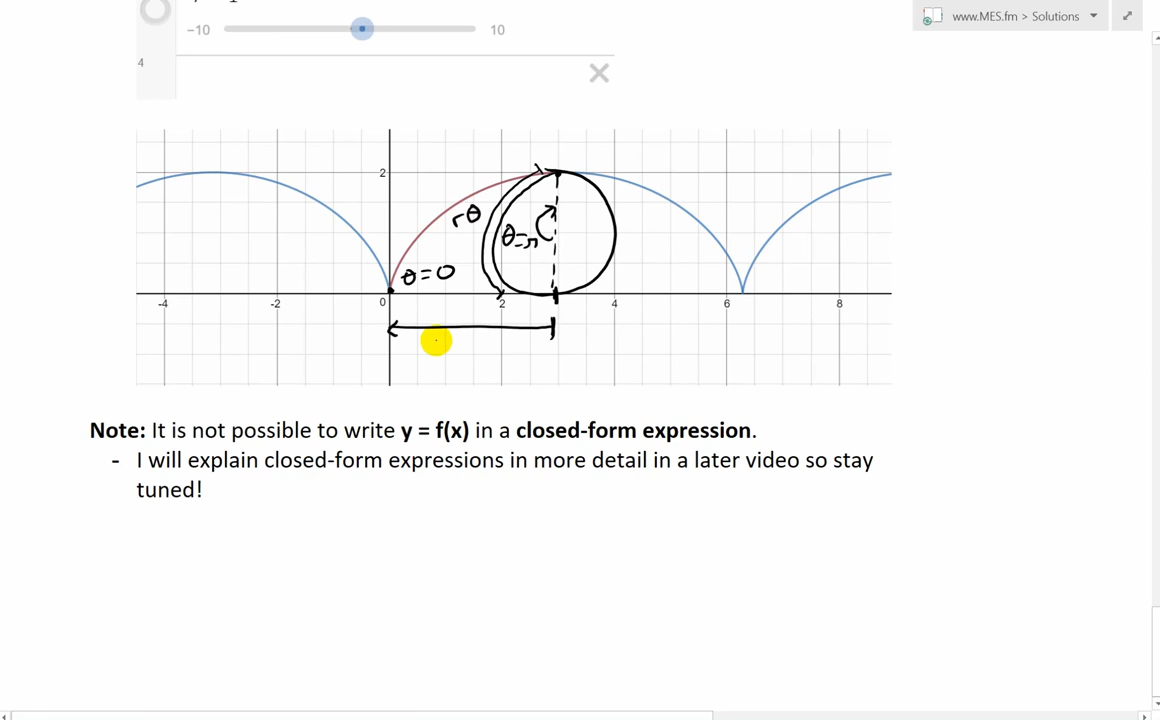 www.MES.fm > Solutions
-10 10
4
2
rθ
θ=π
θ=0
-4 -2 0 2 4 6 8
Note: It is not possible to write y = f(x) in a closed-form expression.
- I will explain closed-form expressions in more detail in a later video so stay
tuned!